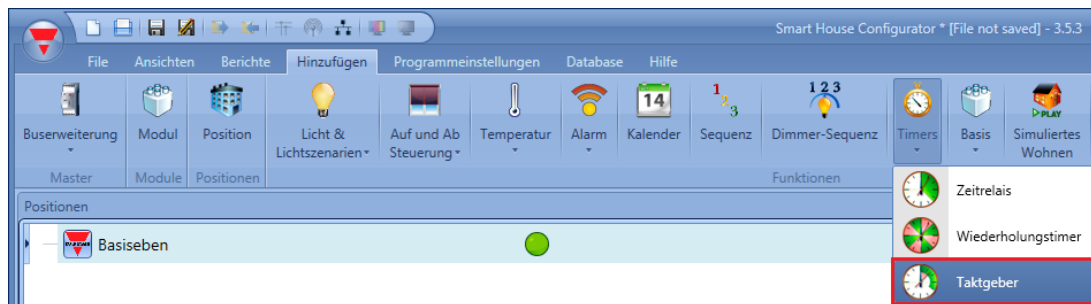 Smart House Configurator * [File not saved] - 3.5.3
File Ansichten Berichte Hinzufügen Programmeinstellungen Database Hilfe
14 1 2 3 1 2 3 PLAY
Buserweiterung Modul Position Licht & Lichtszenarien Auf und Ab Steuerung Temperatur Alarm Kalender Sequenz Dimmer-Sequenz Timers Basis Simuliertes Wohnen
Master Module Positionen Funktionen
Zeitrelais
Positionen
Wiederholungstimer
Basiseben
Taktgeber